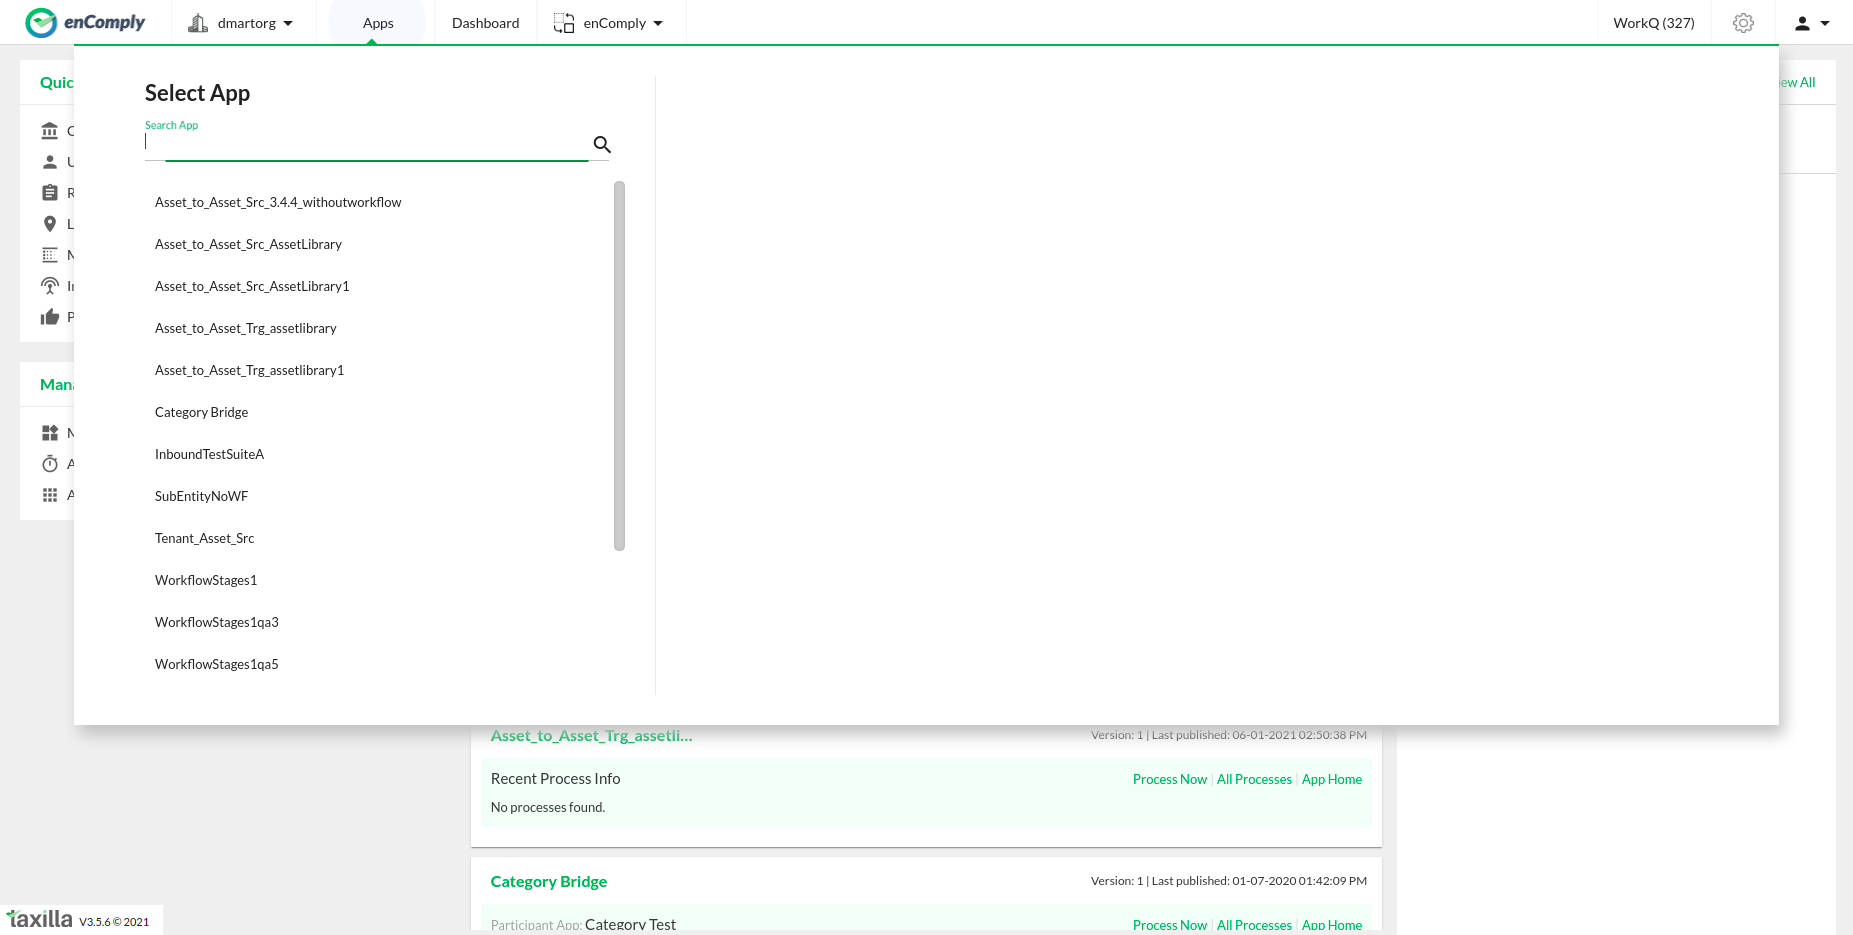 enComply dmartorg Apps Dashboard enComply WorkQ (327)
Quic
ew All
Select App
Search App
C
U
R
L
M
In
P
Asset_to_Asset_Src_3.4.4_withoutworkflow
Asset_to_Asset_Src_AssetLibrary
Asset_to_Asset_Src_AssetLibrary1
Asset_to_Asset_Trg_assetlibrary
Asset_to_Asset_Trg_assetlibrary1
Category Bridge
InboundTestSuiteA
SubEntityNoWF
Tenant_Asset_Src
WorkflowStages1
WorkflowStages1qa3
WorkflowStages1qa5
Mana
M
A
A
Asset_to_Asset_Trg_assetli... Version: 1 | Last published: 06-01-2021 02:50:38 PM
Recent Process Info Process Now | All Processes | App Home
No processes found.
Category Bridge Version: 1 | Last published: 01-07-2020 01:42:09 PM
Participant App: Category Test Process Now | All Processes | App Home
taxilla V3.5.6 © 2021